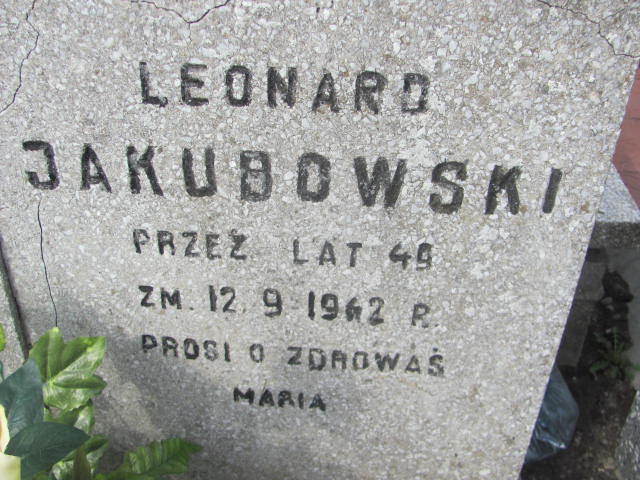 LEONARD
JAKUBOWSKI
PRZEŻ LAT 49
ZM. 12.9.1962 R.
PROSI O ZDROWAŚ
MARIA